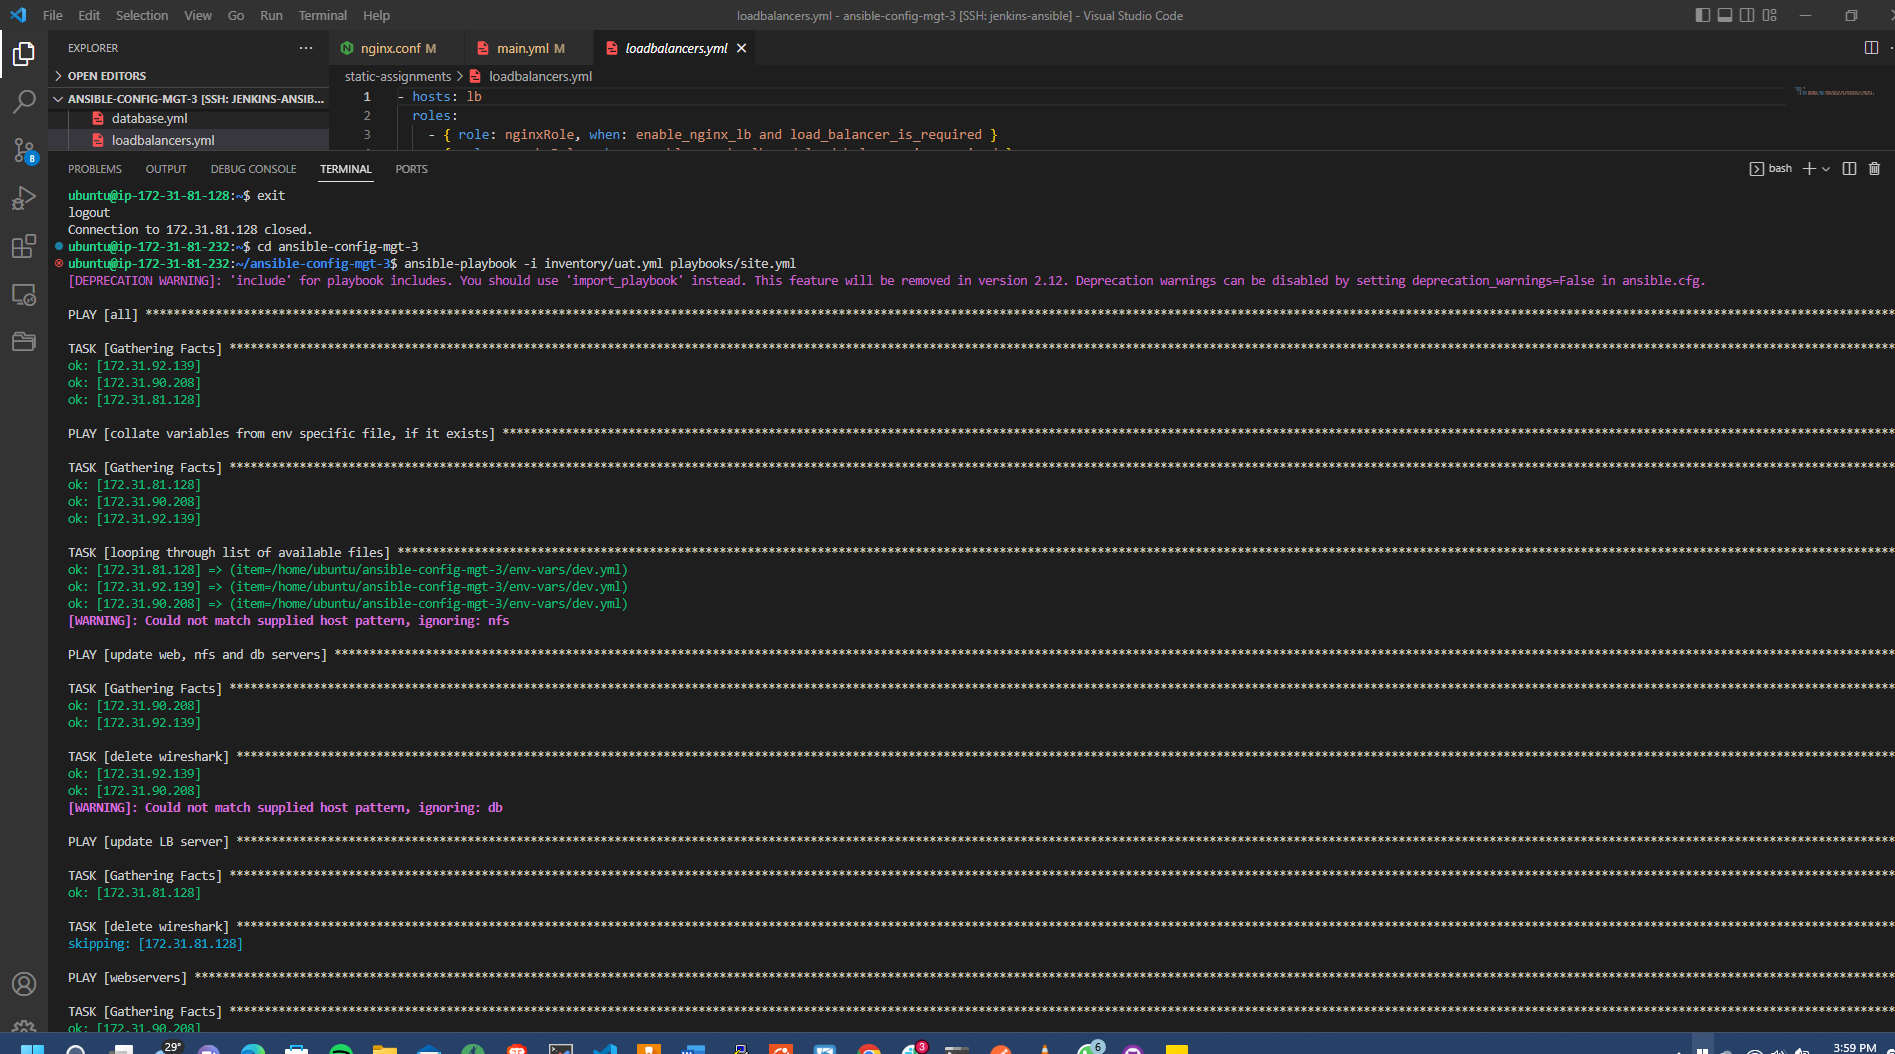 File Edit Selection View Go Run Terminal Help
loadbalancers.yml - ansible-config-mgt-3 [SSH: jenkins-ansible] - Visual Studio Code
EXPLORER
OPEN EDITORS
ANSIBLE-CONFIG-MGT-3 [SSH: JENKINS-ANSIB...
database.yml
loadbalancers.yml
8
nginx.conf M
main.yml M
loadbalancers.yml
static-assignments > loadbalancers.yml
1 - hosts: lb
2 roles:
3 - { role: nginxRole, when: enable_nginx_lb and load_balancer_is_required }
PROBLEMS OUTPUT DEBUG CONSOLE TERMINAL PORTS
bash
ubuntu@ip-172-31-81-128:~$ exit
logout
Connection to 172.31.81.128 closed.
ubuntu@ip-172-31-81-232:~$ cd ansible-config-mgt-3
ubuntu@ip-172-31-81-232:~/ansible-config-mgt-3$ ansible-playbook -i inventory/uat.yml playbooks/site.yml
[DEPRECATION WARNING]: 'include' for playbook includes. You should use 'import_playbook' instead. This feature will be removed in version 2.12. Deprecation warnings can be disabled by setting deprecation_warnings=False in ansible.cfg.
PLAY [all] ****
TASK [Gathering Facts] ****
ok: [172.31.92.139]
ok: [172.31.90.208]
ok: [172.31.81.128]
PLAY [collate variables from env specific file, if it exists] ****
TASK [Gathering Facts] ****
ok: [172.31.81.128]
ok: [172.31.90.208]
ok: [172.31.92.139]
TASK [looping through list of available files] ****
ok: [172.31.81.128] => (item=/home/ubuntu/ansible-config-mgt-3/env-vars/dev.yml)
ok: [172.31.92.139] => (item=/home/ubuntu/ansible-config-mgt-3/env-vars/dev.yml)
ok: [172.31.90.208] => (item=/home/ubuntu/ansible-config-mgt-3/env-vars/dev.yml)
[WARNING]: Could not match supplied host pattern, ignoring: nfs
PLAY [update web, nfs and db servers] ****
TASK [Gathering Facts] ****
ok: [172.31.90.208]
ok: [172.31.92.139]
TASK [delete wireshark] ****
ok: [172.31.92.139]
ok: [172.31.90.208]
[WARNING]: Could not match supplied host pattern, ignoring: db
PLAY [update LB server] ****
TASK [Gathering Facts] ****
ok: [172.31.81.128]
TASK [delete wireshark] ****
skipping: [172.31.81.128]
PLAY [webservers] ****
TASK [Gathering Facts] ****
ok: [172.31.90.208]
29°
3
6
3:59 PM